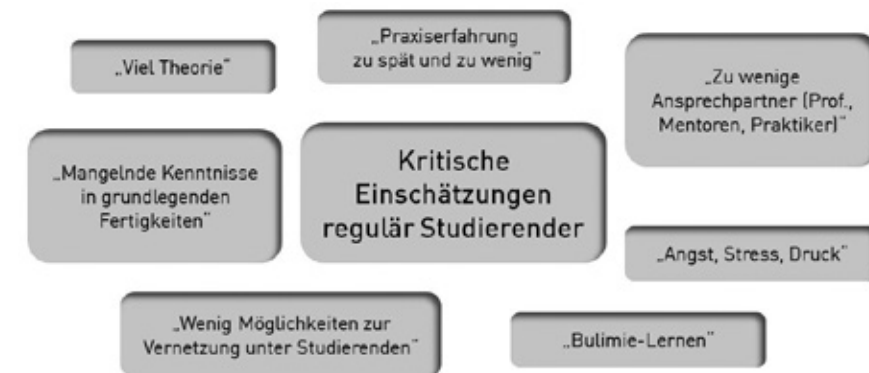 „Viel Theorie“
„Praxiserfahrung
zu spät und zu wenig“
„Zu wenige
Ansprechpartner (Prof.,
Mentoren, Praktiker)“
„Mangelnde Kenntnisse
in grundlegenden
Fertigkeiten“
Kritische
Einschätzungen
regulär Studierender
„Angst, Stress, Druck“
„Wenig Möglichkeiten zur
Vernetzung unter Studierenden“
„Bulimie-Lernen“